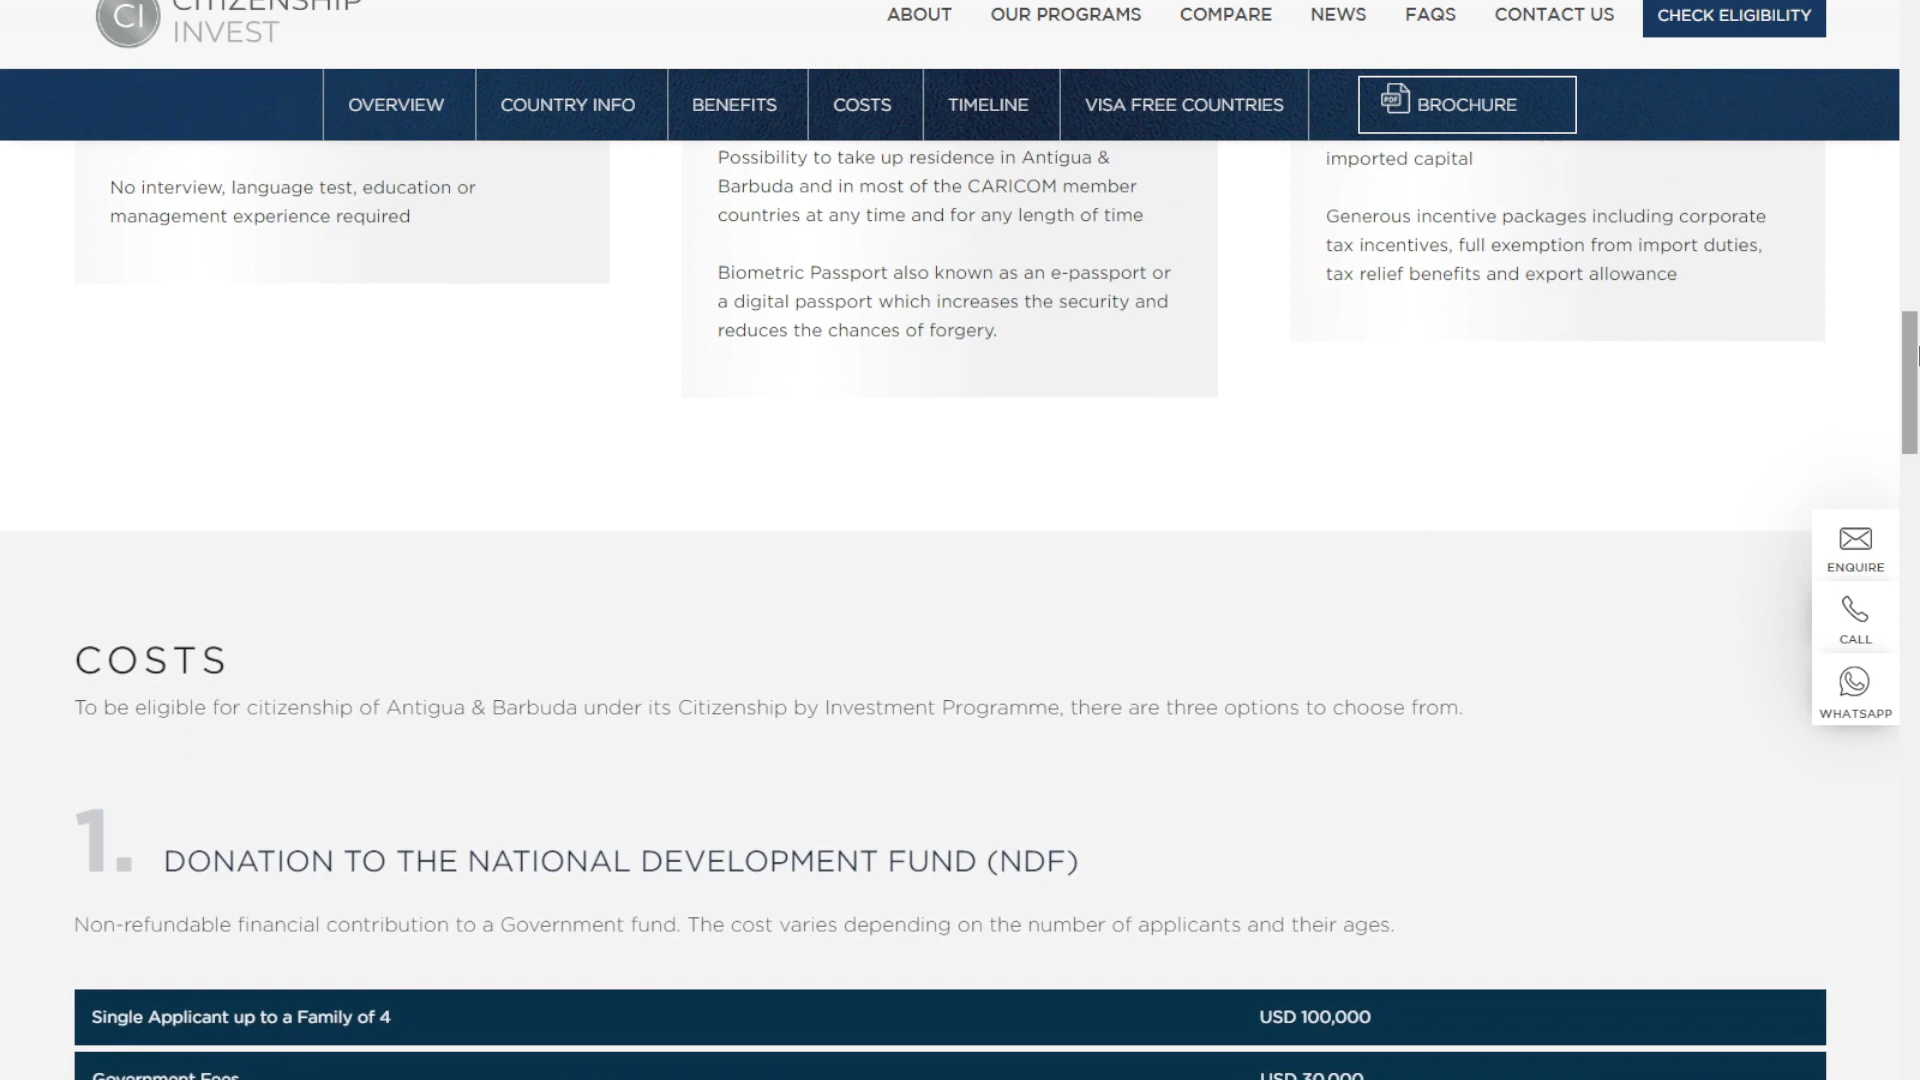 CI
CITIZENSHIP
INVEST
ABOUT
OUR PROGRAMS
COMPARE
NEWS
FAQS
CONTACT US
CHECK ELIGIBILITY
OVERVIEW
COUNTRY INFO
BENEFITS
COSTS
TIMELINE
VISA FREE COUNTRIES
PDF
BROCHURE
No interview, language test, education or
management experience required
Possibility to take up residence in Antigua &
Barbuda and in most of the CARICOM member
countries at any time and for any length of time
Biometric Passport also known as an e-passport or
a digital passport which increases the security and
reduces the chances of forgery.
imported capital
Generous incentive packages including corporate
tax incentives, full exemption from import duties,
tax relief benefits and export allowance
ENQUIRE
CALL
WHATSAPP
COSTS
To be eligible for citizenship of Antigua & Barbuda under its Citizenship by Investment Programme, there are three options to choose from.
1. DONATION TO THE NATIONAL DEVELOPMENT FUND (NDF)
Non-refundable financial contribution to a Government fund. The cost varies depending on the number of applicants and their ages.
Single Applicant up to a Family of 4
USD 100,000
Government Fees
USD 30,000